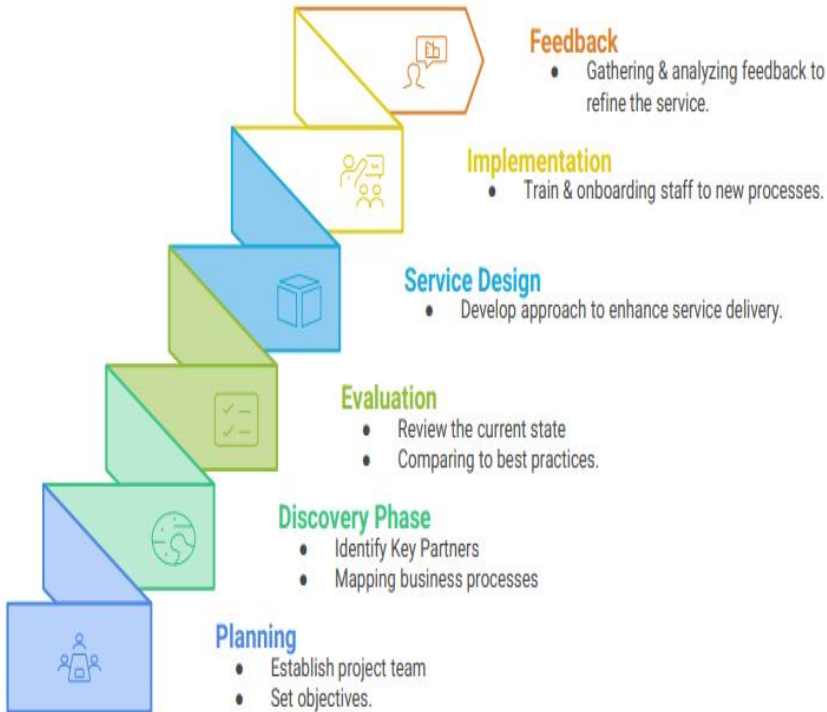 Feedback
• Gathering & analyzing feedback to
refine the service.
Implementation
• Train & onboarding staff to new processes.
Service Design
• Develop approach to enhance service delivery.
Evaluation
• Review the current state
• Comparing to best practices.
Discovery Phase
• Identify Key Partners
• Mapping business processes
Planning
• Establish project team
• Set objectives.